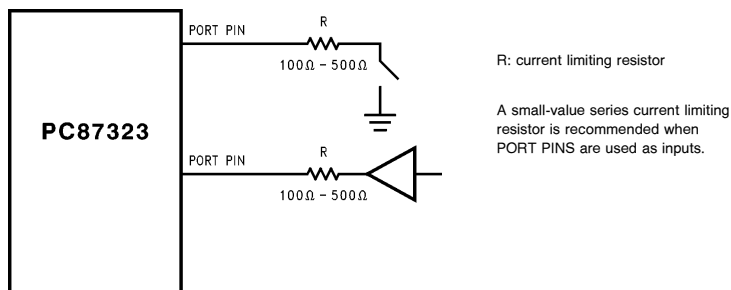 PORT PIN
R
100Ω – 500Ω
R: current limiting resistor
A small-value series current limiting
resistor is recommended when
PORT PINS are used as inputs.
PC87323
PORT PIN
R
100Ω – 500Ω